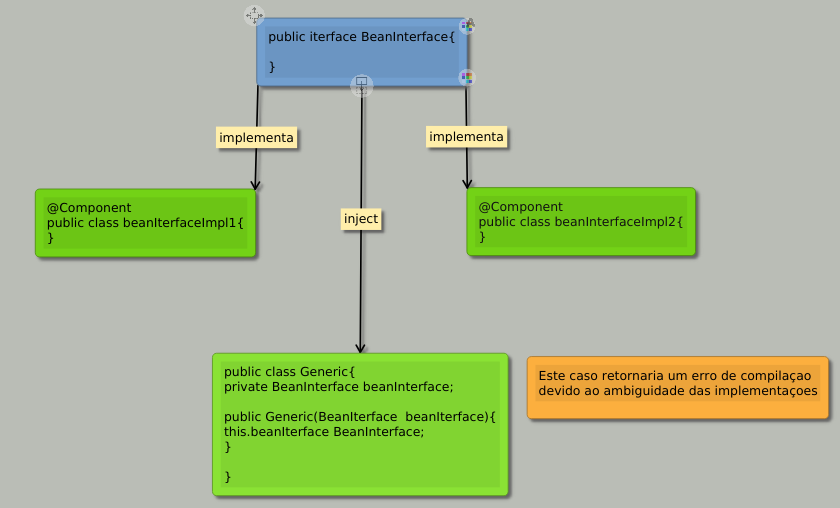 public iterface BeanInterface{
}
implementa
implementa
@Component
public class beanIterfaceImpl1{
}
@Component
public class beanInterfaceImpl2{
}
inject
public class Generic{
private BeanInterface beanInterface;
public Generic(BeanIterface  beanIterface){
this.beanIterface BeanInterface;
}
}
Este caso retornaria um erro de compilaçao
devido ao ambiguidade das implementaçoes